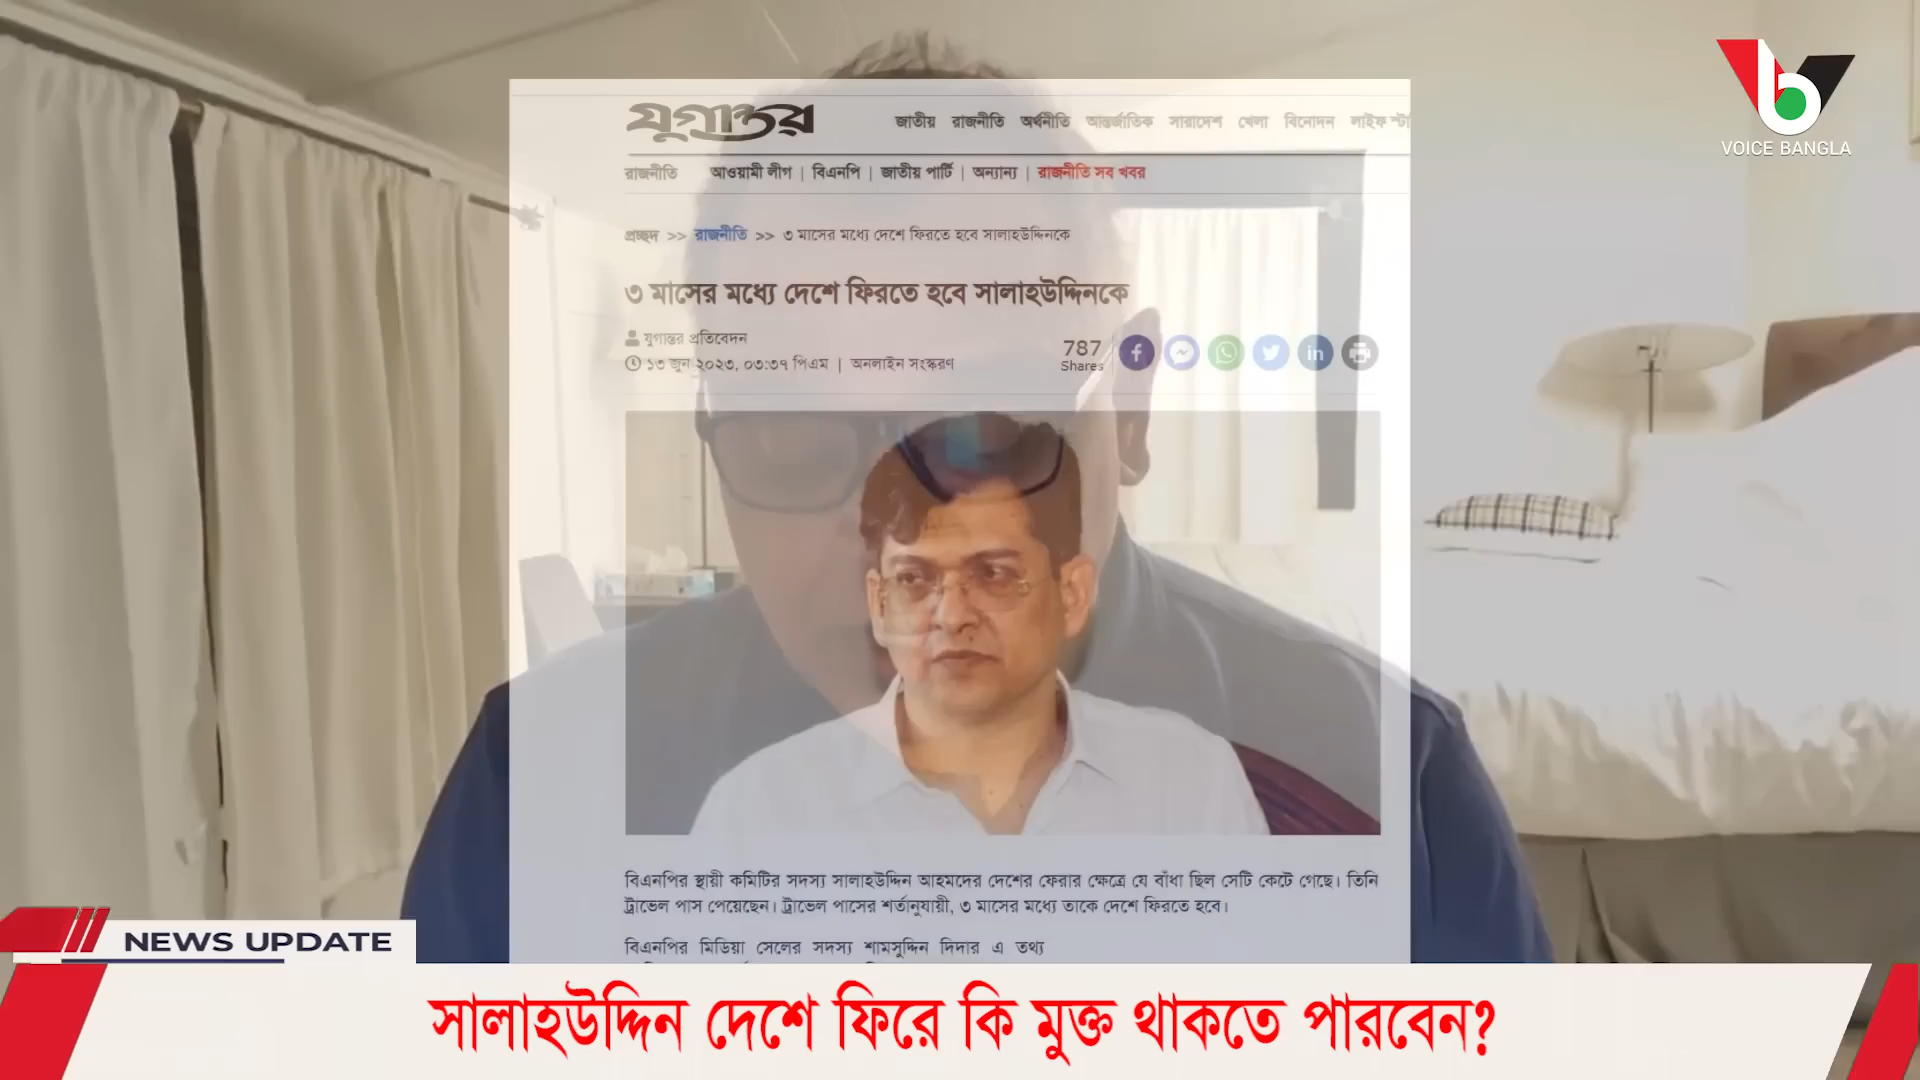 যুগান্তর
জাতীয় রাজনীতি অর্থনীতি আন্তর্জাতিক সারাদেশ খেলা বিনোদন লাইফ স্টা
রাজনীতি আওয়ামী লীগ | বিএনপি | জাতীয় পার্টি | অন্যান্য | রাজনীতি সব খবর
প্রচ্ছদ >> রাজনীতি >> ৩ মাসের মধ্যে দেশে ফিরতে হবে সালাহউদ্দিনকে
৩ মাসের মধ্যে দেশে ফিরতে হবে সালাহউদ্দিনকে
যুগান্তর প্রতিবেদন
১৩ জুন ২০২৩, ০৩:৩৭ পিএম | অনলাইন সংস্করণ
787
Shares
বিএনপির স্থায়ী কমিটির সদস্য সালাহউদ্দিন আহমদের দেশের ফেরার ক্ষেত্রে যে বাঁধা ছিল সেটি কেটে গেছে। তিনি
ট্রাভেল পাস পেয়েছেন। ট্রাভেল পাসের শর্তানুযায়ী, ৩ মাসের মধ্যে তাকে দেশে ফিরতে হবে।
বিএনপির মিডিয়া সেলের সদস্য শামসুদ্দিন দিদার এ তথ্য
VOICE BANGLA
NEWS UPDATE
সালাহউদ্দিন দেশে ফিরে কি মুক্ত থাকতে পারবেন?